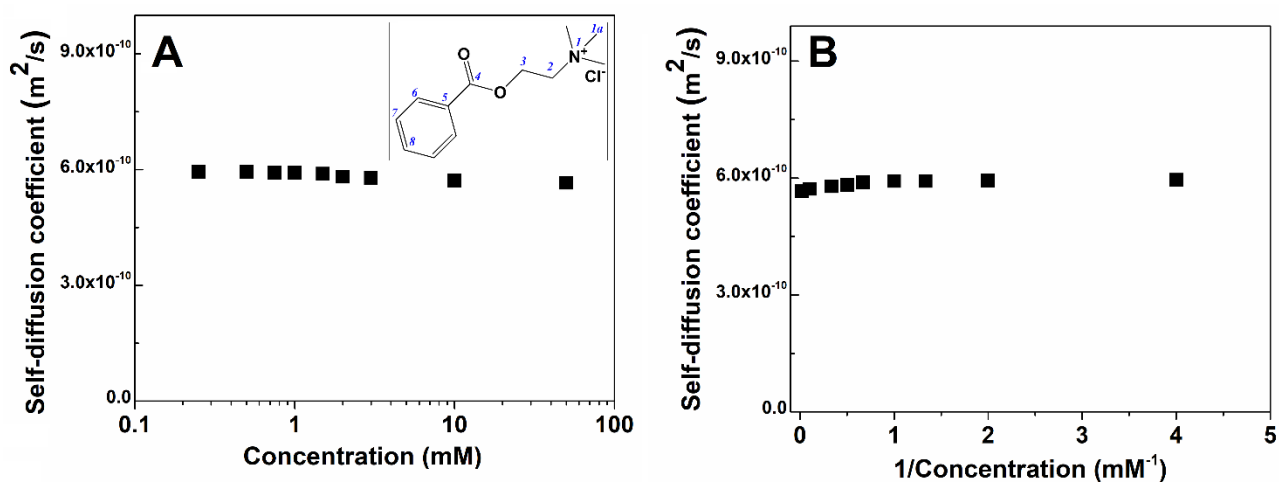 A
B
Self-diffusion coefficient (m²/s)
9.0x10⁻¹⁰
6.0x10⁻¹⁰
3.0x10⁻¹⁰
0.0
0.1
1
10
100
Concentration (mM)
O
O
N⁺
Cl⁻
1
1a
2
3
4
5
6
7
8
Self-diffusion coefficient (m²/s)
9.0x10⁻¹⁰
6.0x10⁻¹⁰
3.0x10⁻¹⁰
0.0
0
1
2
3
4
5
1/Concentration (mM⁻¹)